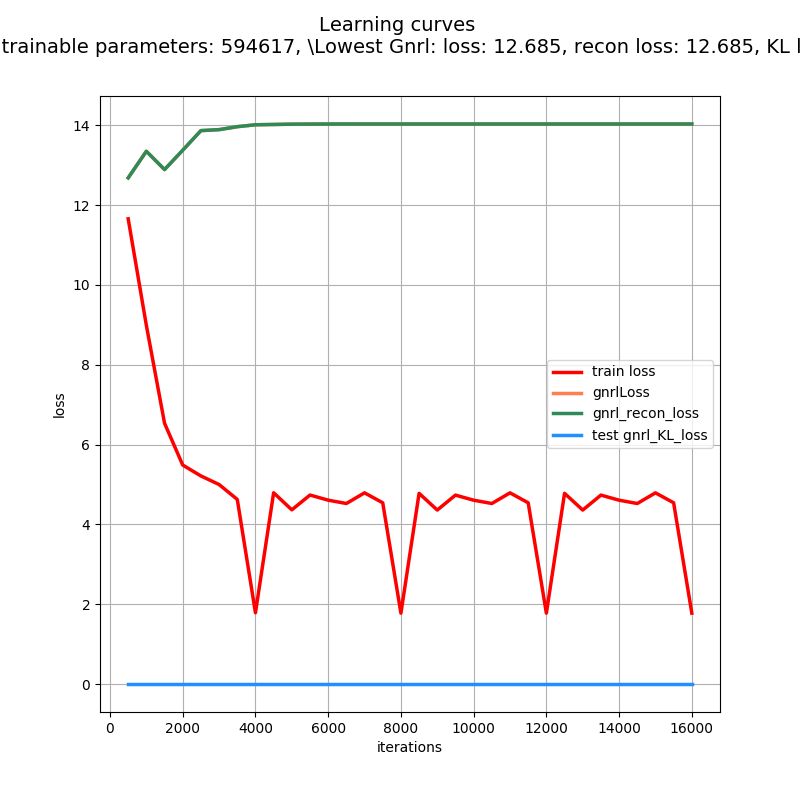 Learning curves
trainable parameters: 594617, \Lowest Gnrl: loss: 12.685, recon loss: 12.685, KL l
14
12
10
8
6
4
2
0
loss
train loss
gnrlLoss
gnrl_recon_loss
test gnrl_KL_loss
0 2000 4000 6000 8000 10000 12000 14000 16000
iterations